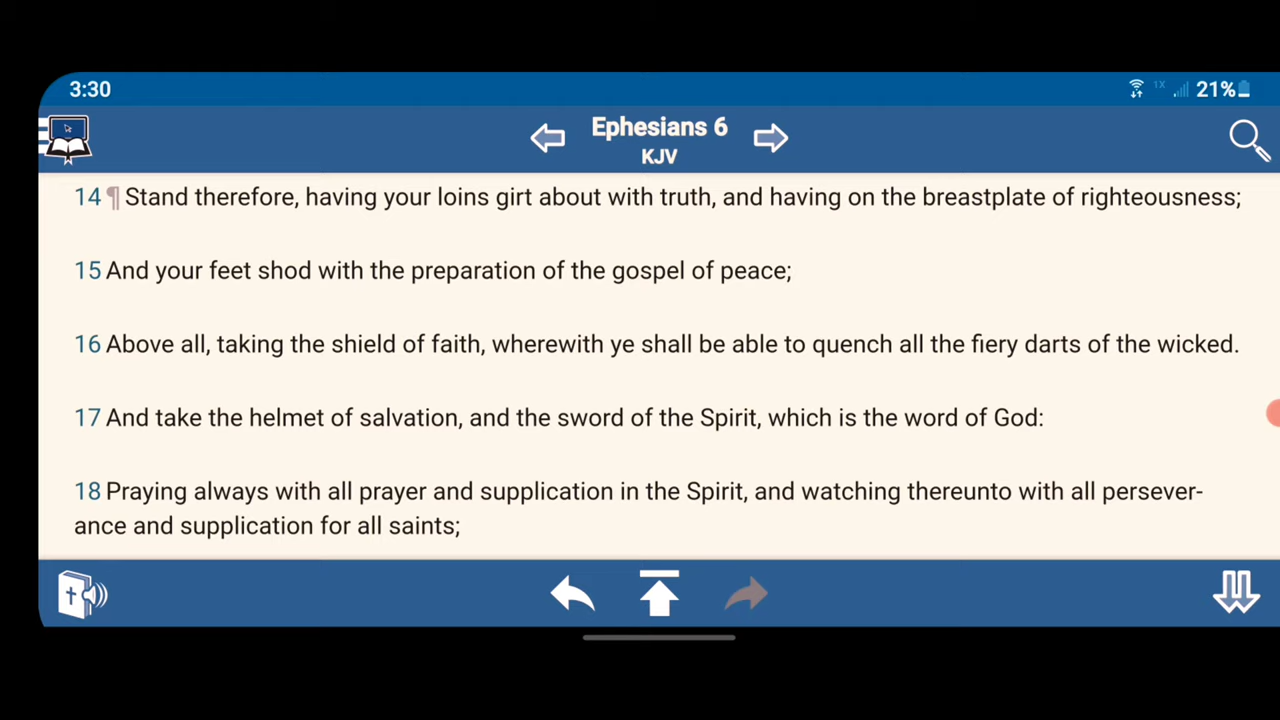 3:30
1X 21%
Ephesians 6
KJV
14 ¶ Stand therefore, having your loins girt about with truth, and having on the breastplate of righteousness;
15 And your feet shod with the preparation of the gospel of peace;
16 Above all, taking the shield of faith, wherewith ye shall be able to quench all the fiery darts of the wicked.
17 And take the helmet of salvation, and the sword of the Spirit, which is the word of God:
18 Praying always with all prayer and supplication in the Spirit, and watching thereunto with all persever-
ance and supplication for all saints;